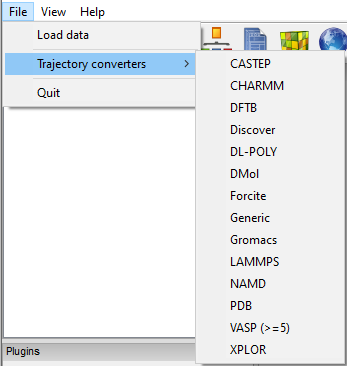 File View Help
Load data
Trajectory converters
Quit
CASTEP
CHARMM
DFTB
Discover
DL-POLY
DMol
Forcite
Generic
Gromacs
LAMMPS
NAMD
PDB
VASP (>=5)
XPLOR
Plugins